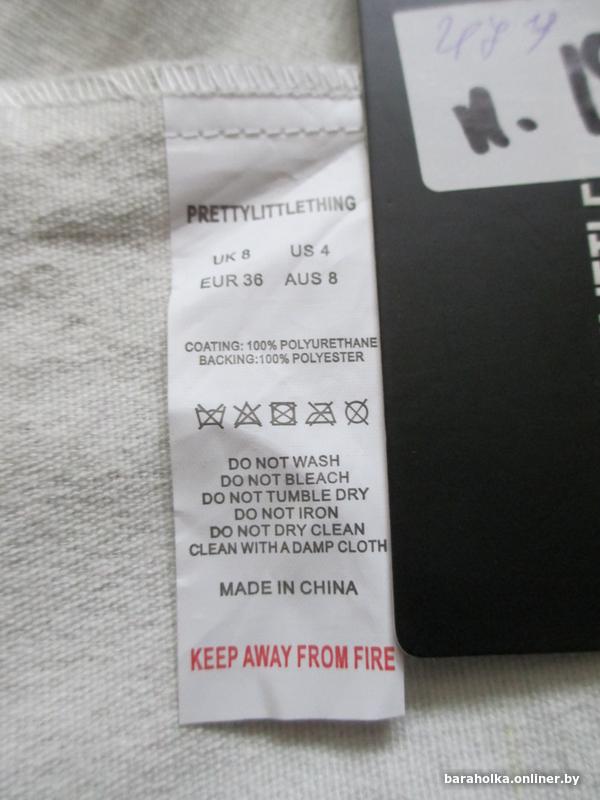 PRETTYLITTLETHING
UK 8 US 4
EUR 36 AUS 8
COATING: 100% POLYURETHANE
BACKING:100% POLYESTER
DO NOT WASH
DO NOT BLEACH
DO NOT TUMBLE DRY
DO NOT IRON
DO NOT DRY CLEAN
CLEAN WITH A DAMP CLOTH
MADE IN CHINA
KEEP AWAY FROM FIRE
baraholka.onliner.by